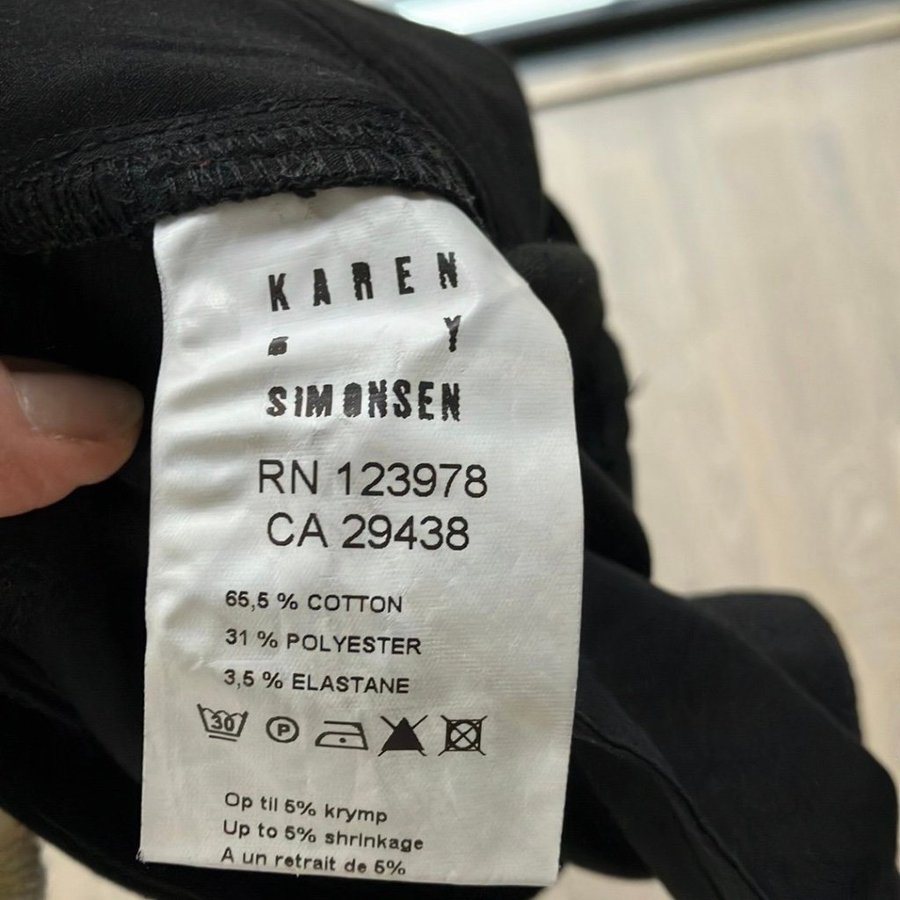 KAREN
BY
SIMONSEN
RN 123978
CA 29438
65,5 % COTTON
31 % POLYESTER
3,5 % ELASTANE
30 P
Op til 5% krymp
Up to 5% shrinkage
A un retrait de 5%